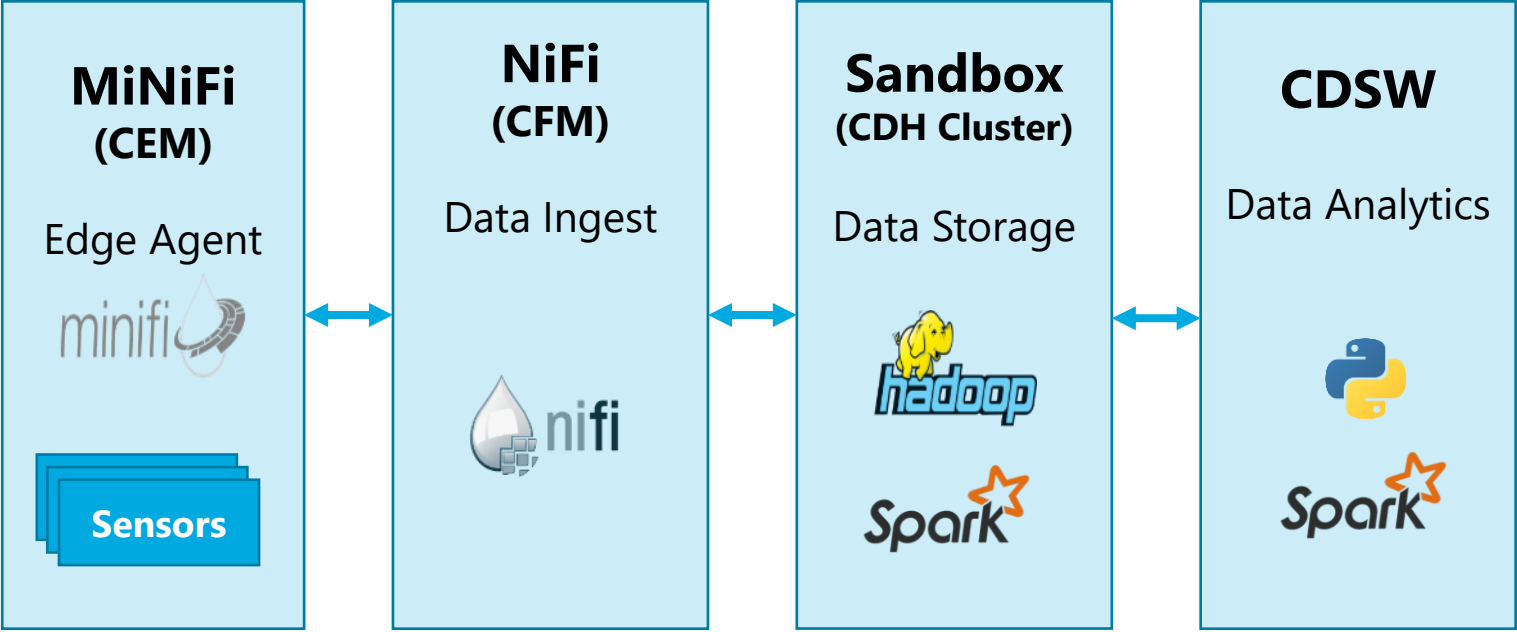 MiNiFi
(CEM)
Edge Agent
minifi
Sensors
NiFi
(CFM)
Data Ingest
nifi
Sandbox
(CDH Cluster)
Data Storage
hadoop
Spark
CDSW
Data Analytics
Spark